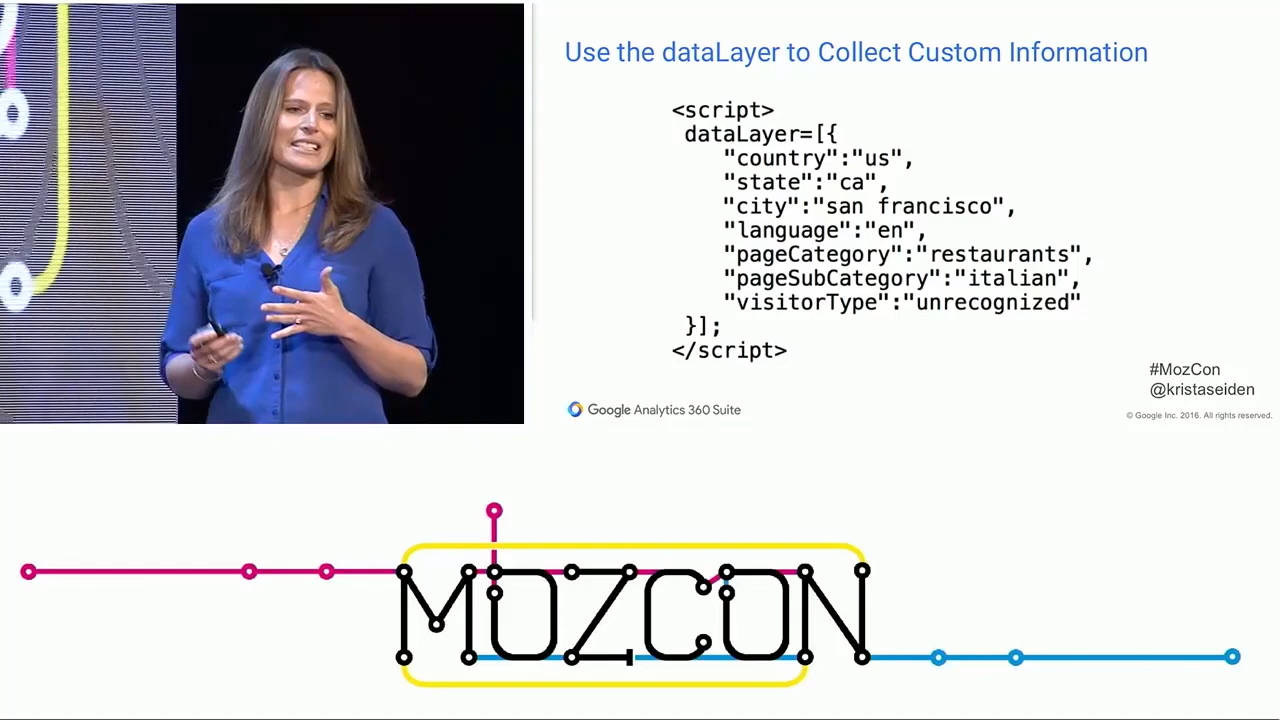 Use the dataLayer to Collect Custom Information
<script>
dataLayer=[{
"country":"us",
"state":"ca",
"city":"san francisco",
"language":"en",
"pageCategory":"restaurants",
"pageSubCategory":"italian",
"visitorType":"unrecognized"
}];
</script>
#MozCon
@kristaseiden
Google Analytics 360 Suite
© Google Inc. 2016. All rights reserved.
MOZCON